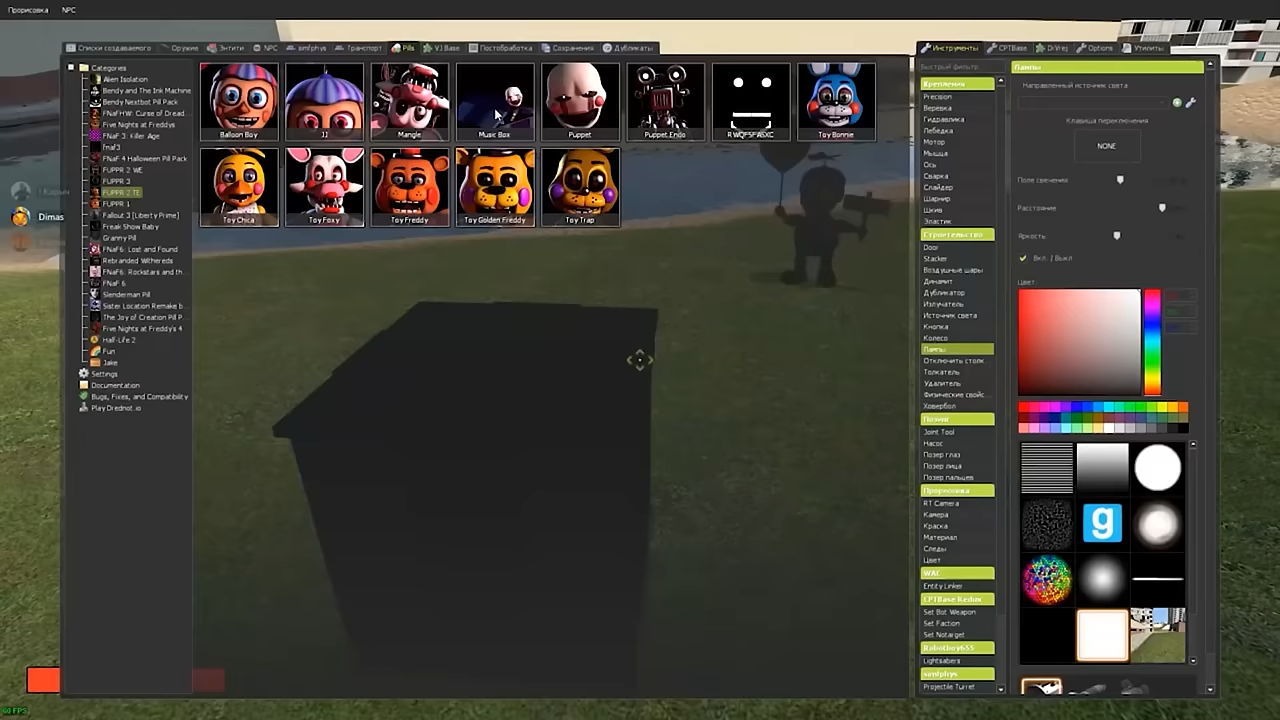 Прорисовка NPC
Списки создаваемого Оружие Энтити NPC simfphys Транспорт Pills VJ Base Постобработка Сохранения Дубликаты
Categories
Alien Isolation
Bendy and The Ink Machine
Bendy Nextbot Pill Pack
FNaFHW: Curse of Dread...
Five Nights at Freddys
FNaF 3: Killer Age
fnaf3
FNAF 4 Halloween Pill Pack
FUPPR 2 WE
FUPPR 3
FUPPR 2 TE
FUPPR 1
Fallout 3 [Liberty Prime]
Freak Show Baby
Granny Pill
FNaF6: Lost and Found
Rebranded Withereds
FNaF6: Rockstars and th...
FNaF 6
Slenderman Pill
Sister Location Remake b...
The Joy of Creation Pill P...
Five Nights at Freddy's 4
Half-Life 2
Fun
Jake
Settings
Documentation
Bugs, Fixes, and Compatibility
Play Drednot.io
Balloon Boy JJ Mangle Music Box Puppet Puppet Endo RWQFSFASXC Toy Bonnie
Toy Chica Toy Foxy Toy Freddy Toy Golden Freddy Toy Trap
Dimas
60 FPS
Инструменты CPTBase DrVrej Options Утилиты
Быстрый фильтр...
Крепления
Precision
Веревка
Гидравлика
Лебедка
Мотор
Мышца
Ось
Сварка
Слайдер
Шарнир
Шкив
Эластик
Строительство
Door
Stacker
Воздушные шары
Динамит
Дубликатор
Излучатель
Источник света
Кнопка
Колесо
Лампы
Отключить столк
Толкатель
Удалитель
Физические свойс...
Ховербол
Позинг
Joint Tool
Насос
Позер глаз
Позер лица
Позер пальцев
Прорисовка
RT Camera
Камера
Краска
Материал
Следы
Цвет
WAC
Entity Linker
CPTBase Redux
Set Bot Weapon
Set Faction
Set Notarget
Robotboy655
Lightsabers
simfphys
Projectile Turret
Лампы
Направленный источник света
Клавиша переключения
NONE
Поле свечения:
Расстояние:
Яркость:
Вкл. / Выкл
Цвет:
g